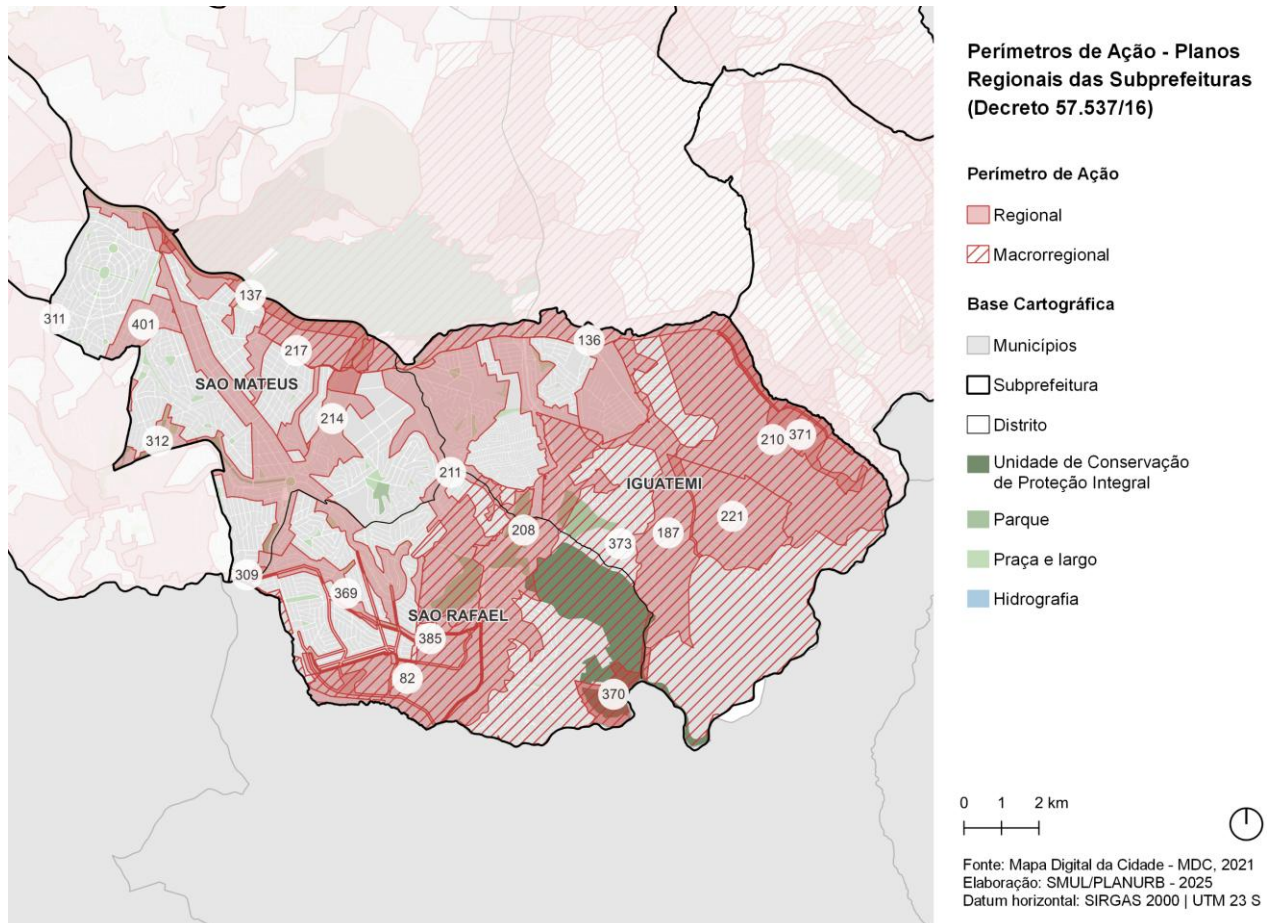 Perímetros de Ação - Planos
Regionais das Subprefeituras
(Decreto 57.537/16)
Perímetro de Ação
Regional
Macrorregional
Base Cartográfica
Municípios
Subprefeitura
Distrito
Unidade de Conservação
de Proteção Integral
Parque
Praça e largo
Hidrografia
137
311
401
136
217
SAO MATEUS
214
312
210
371
211
IGUATEMI
221
208
187
373
309
369
SAO RAFAEL
385
82
370
0 1 2 km
Fonte: Mapa Digital da Cidade - MDC, 2021
Elaboração: SMUL/PLANURB - 2025
Datum horizontal: SIRGAS 2000 | UTM 23 S